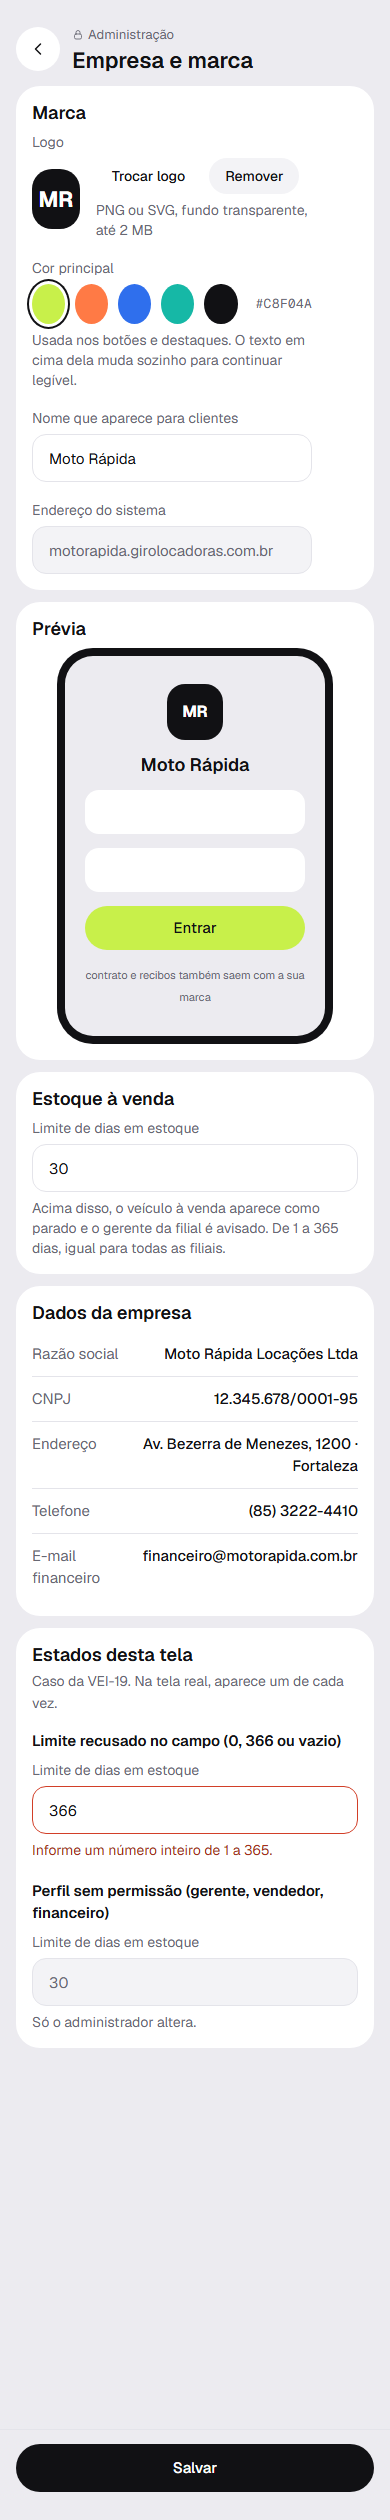 Administração
Empresa e marca
Marca
Logo
MR
Trocar logo
Remover
PNG ou SVG, fundo transparente,
até 2 MB
Cor principal
#C8F04A
Usada nos botões e destaques. O texto em
cima dela muda sozinho para continuar
legível.
Nome que aparece para clientes
Moto Rápida
Endereço do sistema
motorapida.girolocadoras.com.br
Prévia
MR
Moto Rápida
Entrar
contrato e recibos também saem com a sua
marca
Estoque à venda
Limite de dias em estoque
30
Acima disso, o veículo à venda aparece como
parado e o gerente da filial é avisado. De 1 a 365
dias, igual para todas as filiais.
Dados da empresa
Razão social
Moto Rápida Locações Ltda
CNPJ
12.345.678/0001-95
Endereço
Av. Bezerra de Menezes, 1200 ·
Fortaleza
Telefone
(85) 3222-4410
E-mail
financeiro
financeiro@motorapida.com.br
Estados desta tela
Caso da VEI-19. Na tela real, aparece um de cada
vez.
Limite recusado no campo (0, 366 ou vazio)
Limite de dias em estoque
366
Informe um número inteiro de 1 a 365.
Perfil sem permissão (gerente, vendedor,
financeiro)
Limite de dias em estoque
30
Só o administrador altera.
Salvar